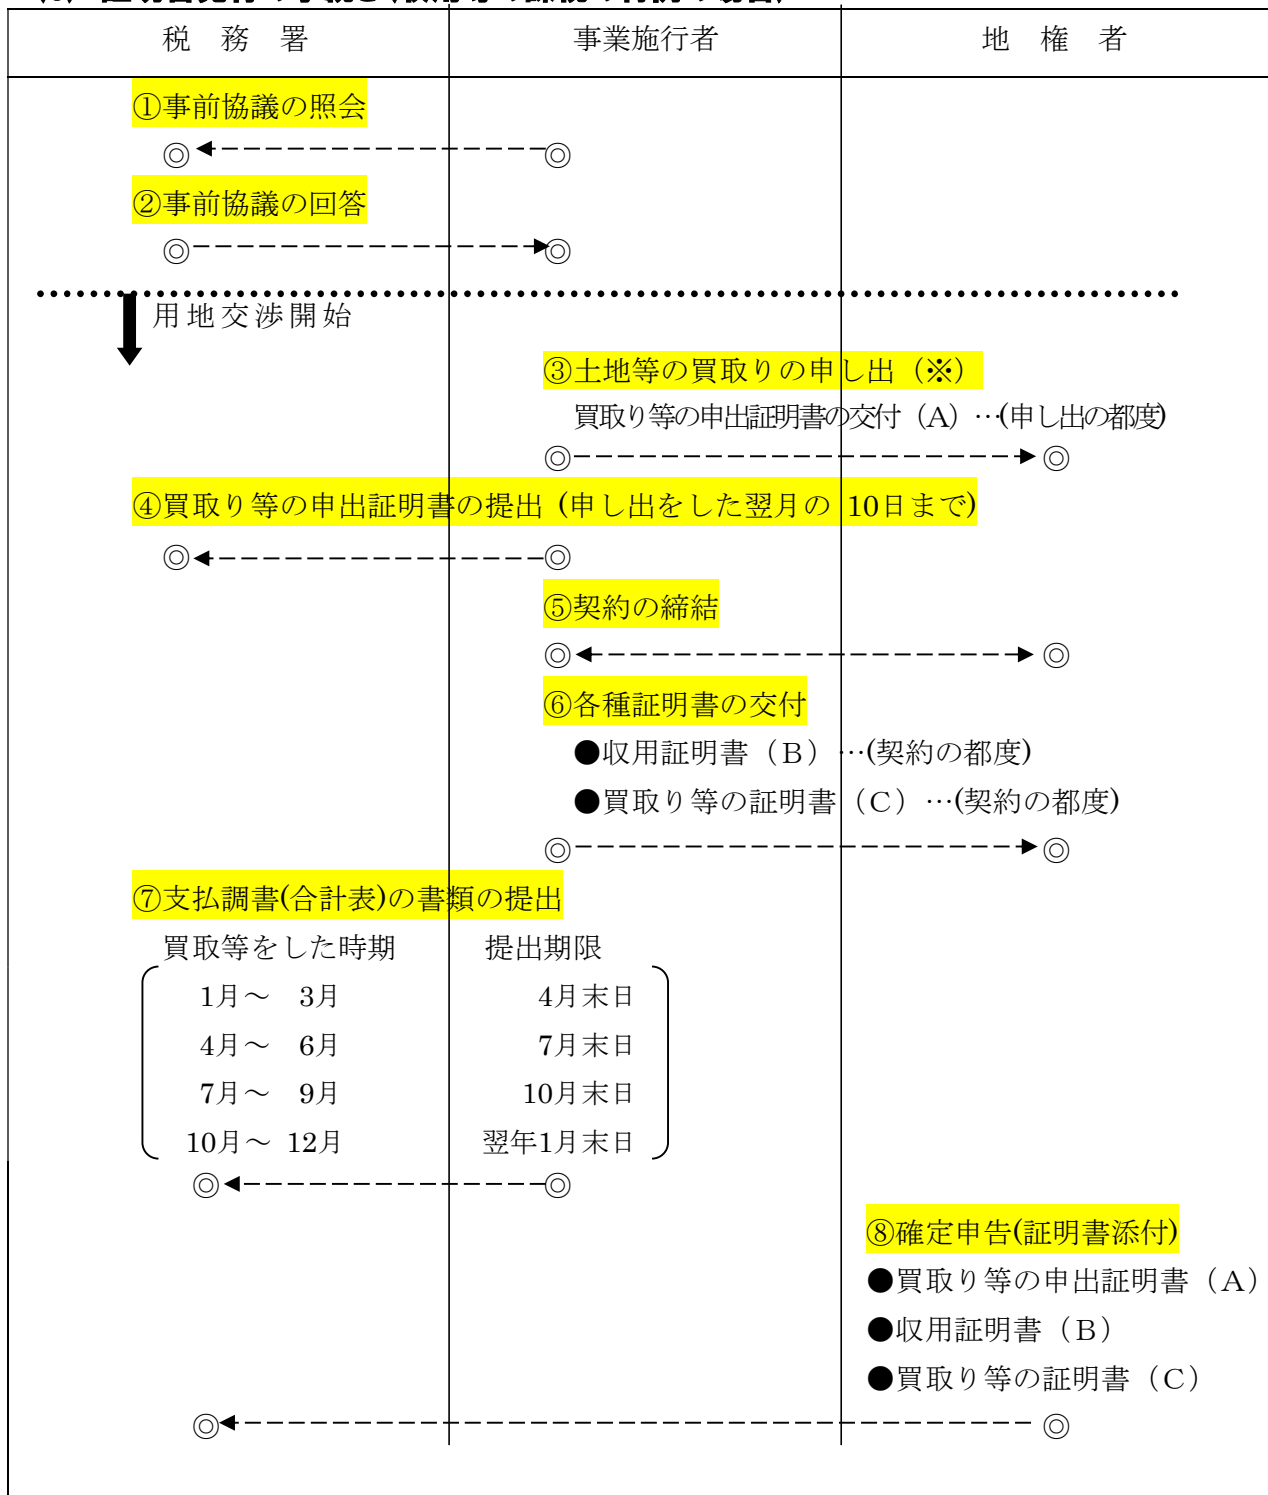 税 務 署 事業施行者 地 権 者
①事前協議の照会
◎ ◎
②事前協議の回答
◎ ◎
用地交渉開始
③土地等の買取りの申し出（※）
買取り等の申出証明書の交付（A）…(申し出の都度)
◎ ◎
④買取り等の申出証明書の提出 (申し出をした翌月の 10日まで)
◎ ◎
⑤契約の締結
◎ ◎
⑥各種証明書の交付
●収用証明書（B）…(契約の都度)
●買取り等の証明書（C）…(契約の都度)
◎ ◎
⑦支払調書(合計表)の書類の提出
買取等をした時期 提出期限
1月～ 3月 4月末日
4月～ 6月 7月末日
7月～ 9月 10月末日
10月～ 12月 翌年1月末日
◎ ◎
⑧確定申告(証明書添付)
●買取り等の申出証明書（A）
●収用証明書（B）
●買取り等の証明書（C）
◎ ◎